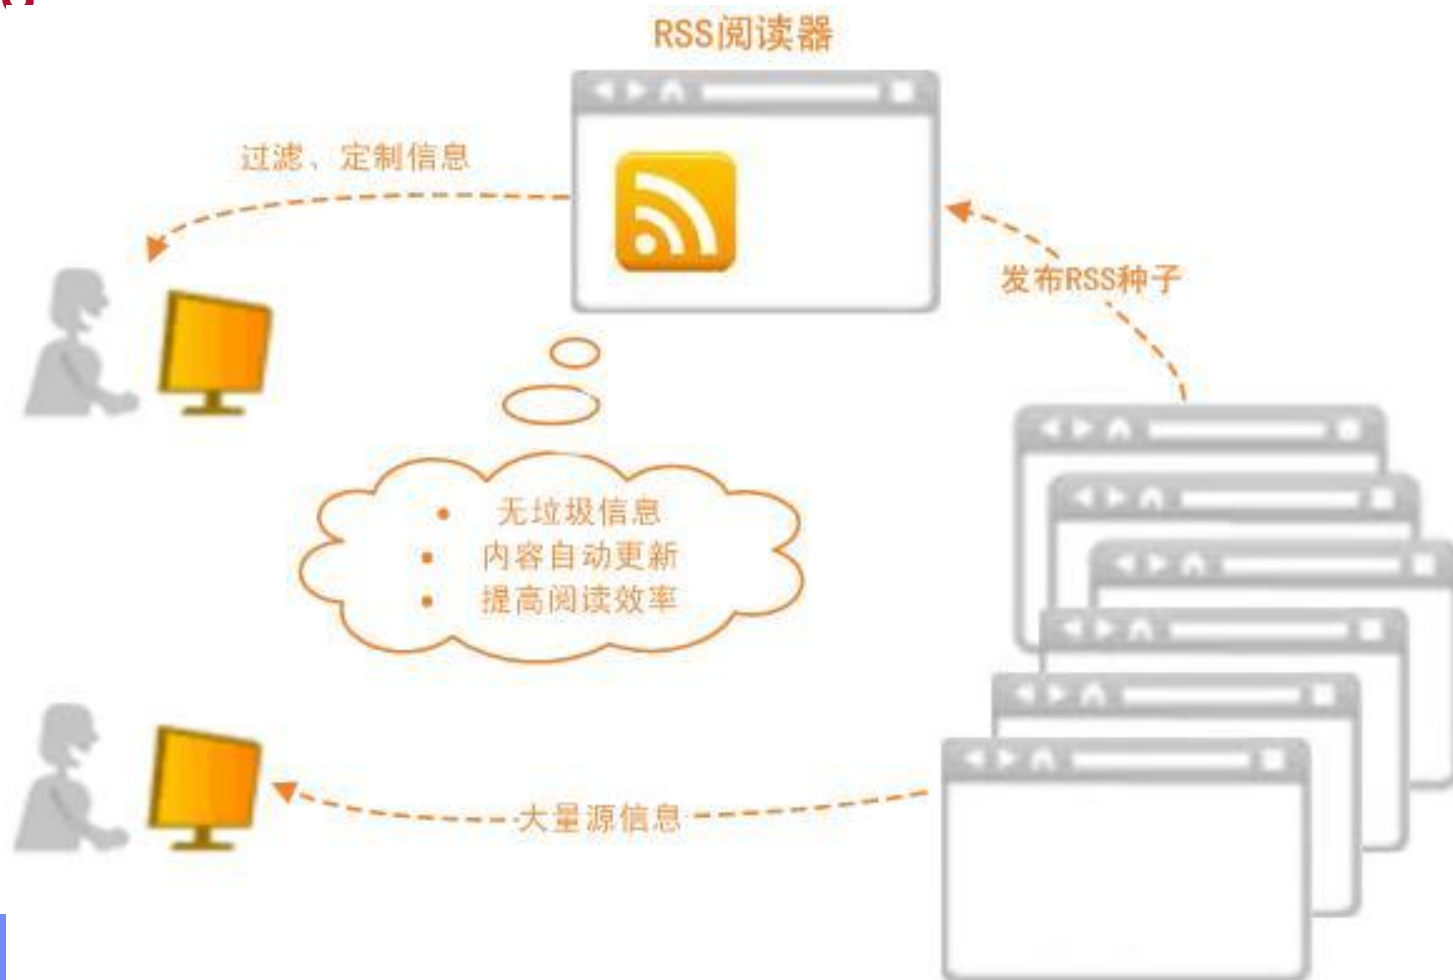 RSS阅读器
过滤、定制信息
发布RSS种子
• 无垃圾信息
• 内容自动更新
• 提高阅读效率
大量源信息